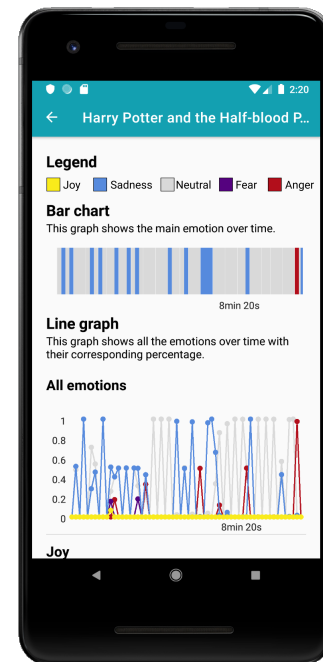 2:20
Harry Potter and the Half-blood P...
Legend
Joy Sadness Neutral Fear Anger
Bar chart
This graph shows the main emotion over time.
8min 20s
Line graph
This graph shows all the emotions over time with
their corresponding percentage.
All emotions
1
0.8
0.6
0.4
0.2
0
8min 20s
Joy